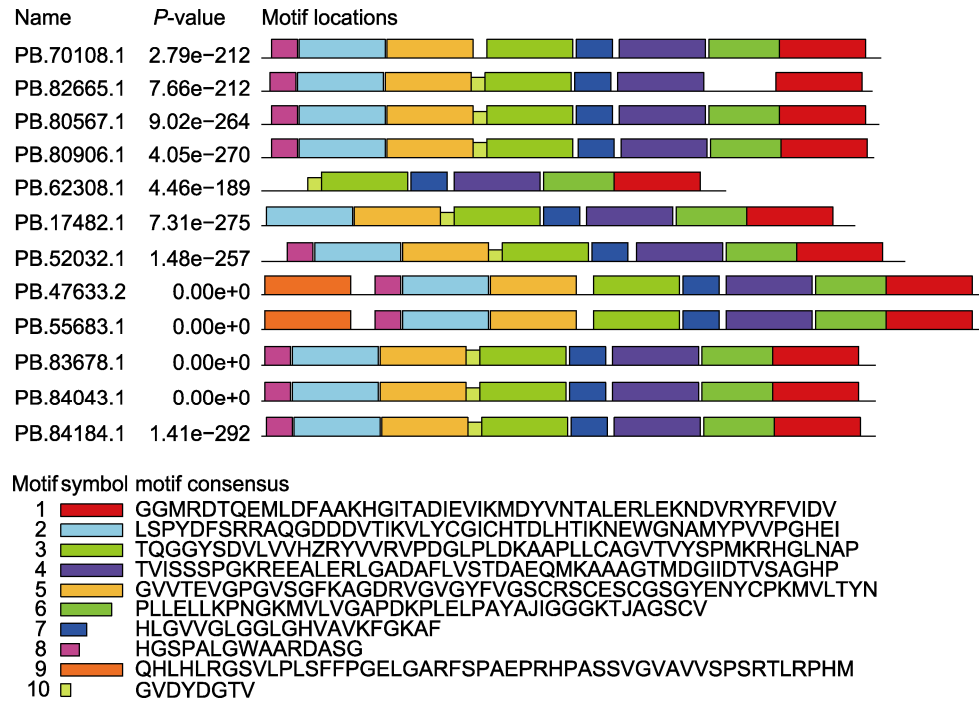 Name P-value Motif locations
PB.70108.1 2.79e−212
PB.82665.1 7.66e−212
PB.80567.1 9.02e−264
PB.80906.1 4.05e−270
PB.62308.1 4.46e−189
PB.17482.1 7.31e−275
PB.52032.1 1.48e−257
PB.47633.2 0.00e+0
PB.55683.1 0.00e+0
PB.83678.1 0.00e+0
PB.84043.1 0.00e+0
PB.84184.1 1.41e−292
Motif symbol motif consensus
1 GGMRDTQEMLDFAAKHGITADIEVIKMDYVNTALERLEKNDVRYRFVIDV
2 LSPYDFSRRAQGDDDVTIKVLYCGICHTDLHTIKNEWGNAMYPVVPGHEI
3 TQGGYSDVLVVHZRYVVRVPDGLPLDKAAPLLCAGVTVYSPMKRHGLNAP
4 TVISSSPGKREEALERLGADAFLVSTDAEQMKAAAGTMDGIIDTVSAGHP
5 GVVTEVGPGVSGFKAGDRVGVGYFVGSCRSCESCGSGYENYCPKMVLTYN
6 PLLELLKPNGKMVLVGAPDKPLELPAYAJIGGGKTJAGSCV
7 HLGVVGLGGLGHVAVKFGKAF
8 HGSPALGWAARDASG
9 QHLHLRGSVLPLSFFPGELGARFSPAEPRHPASSVGVAVVSPSRTLRPHM
10 GVDYDGTV